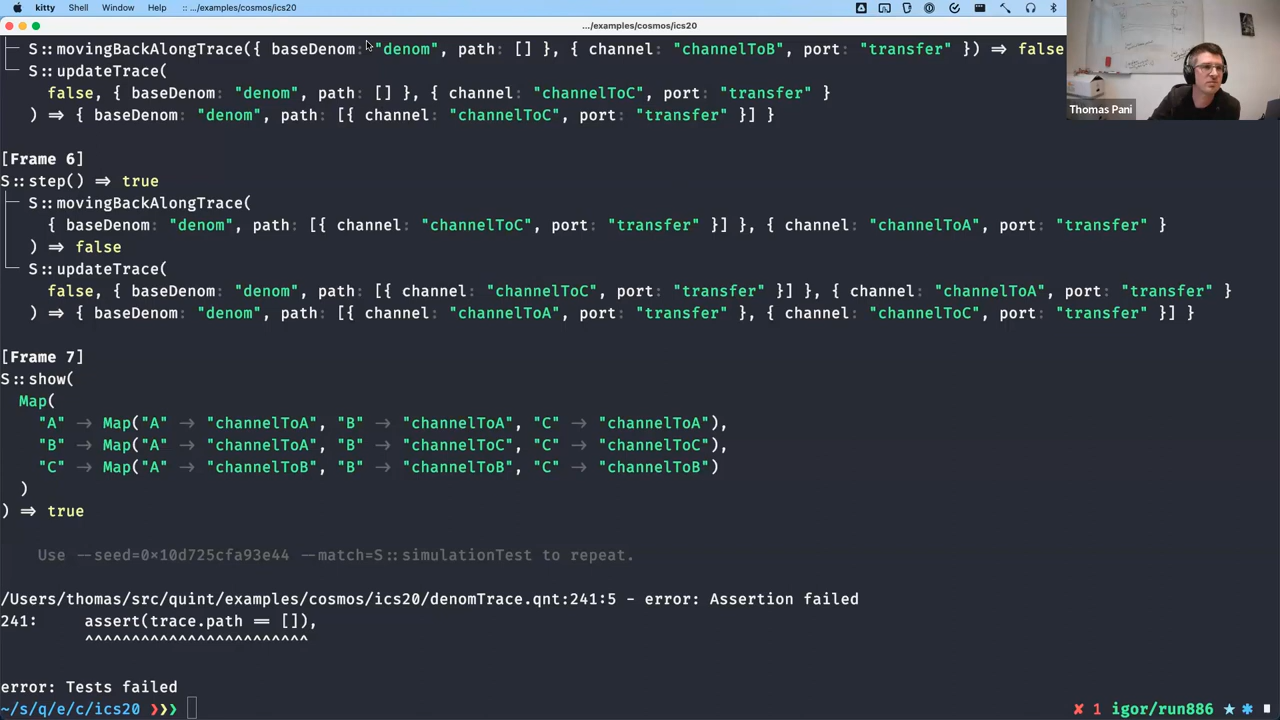 kitty Shell Window Help :: ../examples/cosmos/ics20
.../examples/cosmos/ics20
S::movingBackAlongTrace({ baseDenom: "denom", path: [] }, { channel: "channelToB", port: "transfer" }) => false
S::updateTrace(
false, { baseDenom: "denom", path: [] }, { channel: "channelToC", port: "transfer" }
) => { baseDenom: "denom", path: [{ channel: "channelToC", port: "transfer" }] }
Thomas Pani
[Frame 6]
S::step() => true
S::movingBackAlongTrace(
{ baseDenom: "denom", path: [{ channel: "channelToC", port: "transfer" }] }, { channel: "channelToA", port: "transfer" }
) => false
S::updateTrace(
false, { baseDenom: "denom", path: [{ channel: "channelToC", port: "transfer" }] }, { channel: "channelToA", port: "transfer" }
) => { baseDenom: "denom", path: [{ channel: "channelToA", port: "transfer" }, { channel: "channelToC", port: "transfer" }] }
[Frame 7]
S::show(
Map(
"A" -> Map("A" -> "channelToA", "B" -> "channelToA", "C" -> "channelToA"),
"B" -> Map("A" -> "channelToA", "B" -> "channelToC", "C" -> "channelToC"),
"C" -> Map("A" -> "channelToB", "B" -> "channelToB", "C" -> "channelToB")
)
) => true
Use --seed=0x10d725cfa93e44 --match=S::simulationTest to repeat.
/Users/thomas/src/quint/examples/cosmos/ics20/denomTrace.qnt:241:5 - error: Assertion failed
241: assert(trace.path == []),
^^^^^^^^^^^^^^^^^^^^^^^^
error: Tests failed
~/s/q/e/c/ics20 ❯❯❯ ✘ 1 igor/run886 ★ ✱ ■